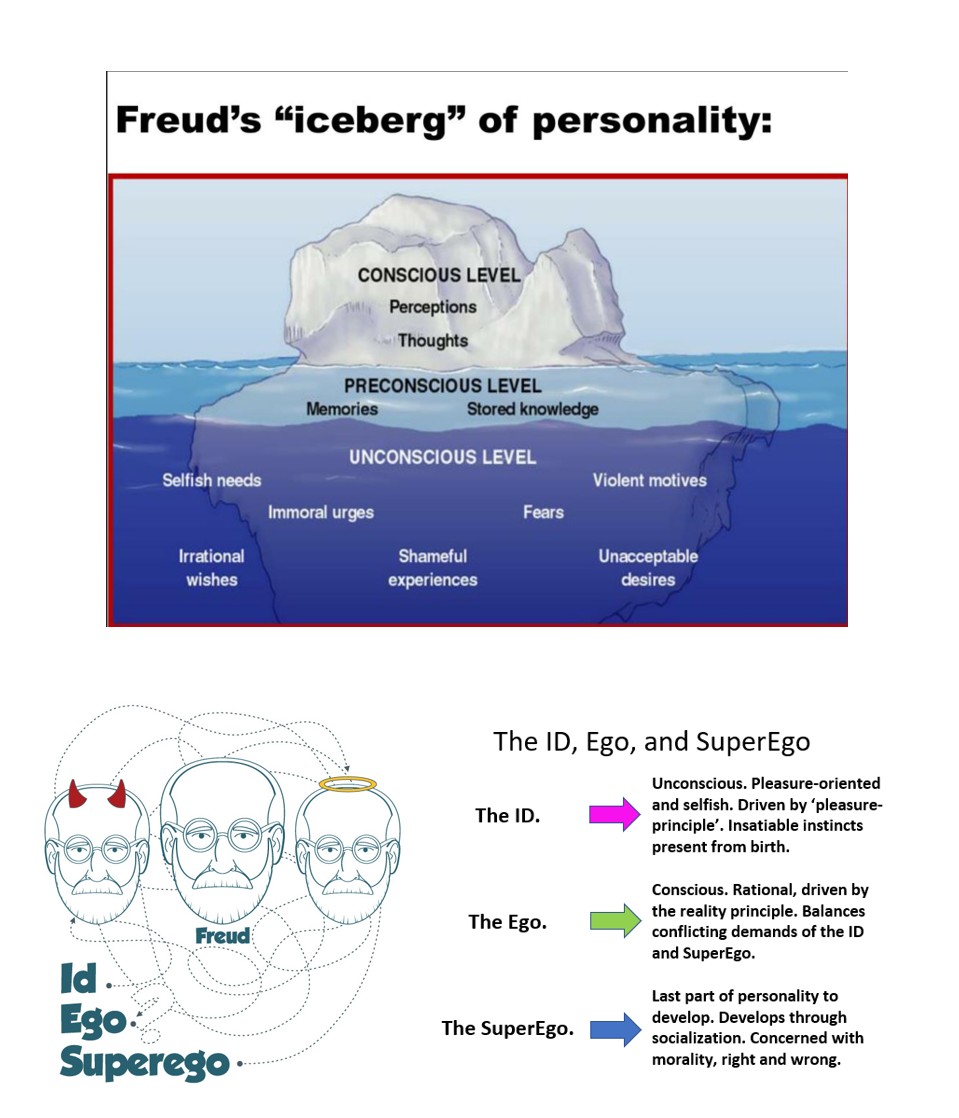 Freud’s “iceberg” of personality:
CONSCIOUS LEVEL
Perceptions
Thoughts
PRECONSCIOUS LEVEL
Memories Stored knowledge
UNCONSCIOUS LEVEL
Selfish needs Violent motives
Immoral urges Fears
Irrational
wishes
Shameful
experiences
Unacceptable
desires
Freud
Id
Ego
Superego
The ID, Ego, and SuperEgo
The ID.
Unconscious. Pleasure-oriented
and selfish. Driven by ‘pleasure-
principle’. Insatiable instincts
present from birth.
The Ego.
Conscious. Rational, driven by
the reality principle. Balances
conflicting demands of the ID
and SuperEgo.
The SuperEgo.
Last part of personality to
develop. Develops through
socialization. Concerned with
morality, right and wrong.